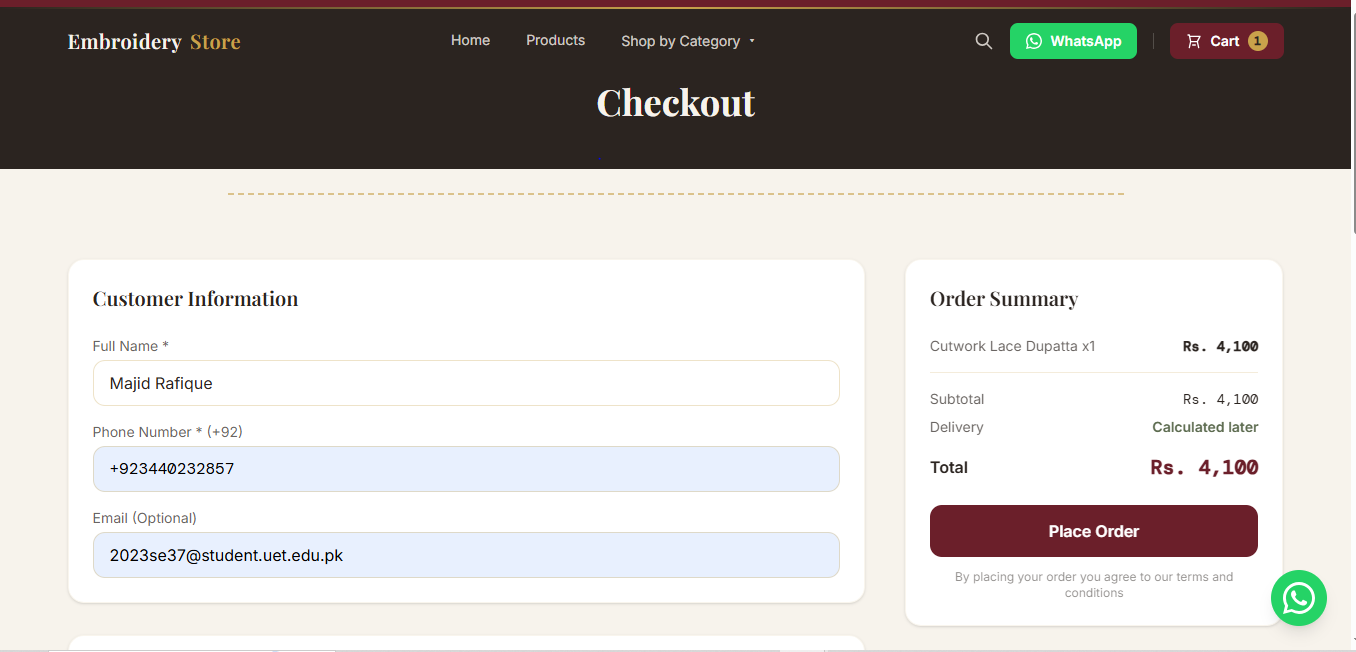 Embroidery Store
Home
Products
Shop by Category
WhatsApp
Cart 1
Checkout
Customer Information
Full Name *
Majid Rafique
Phone Number * (+92)
+923440232857
Email (Optional)
2023se37@student.uet.edu.pk
Order Summary
Cutwork Lace Dupatta x1 Rs. 4,100
Subtotal Rs. 4,100
Delivery Calculated later
Total Rs. 4,100
Place Order
By placing your order you agree to our terms and
conditions